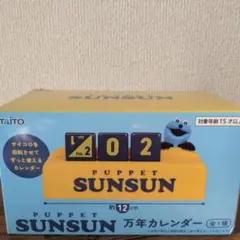 TAITO
対象年齢15才以上
サイコロを
回転させて
ずっと使える
カレンダー
1/2 0 2
PUPPET
SUNSUN
約12cm
PUPPET
SUNSUN 万年カレンダー 全1種